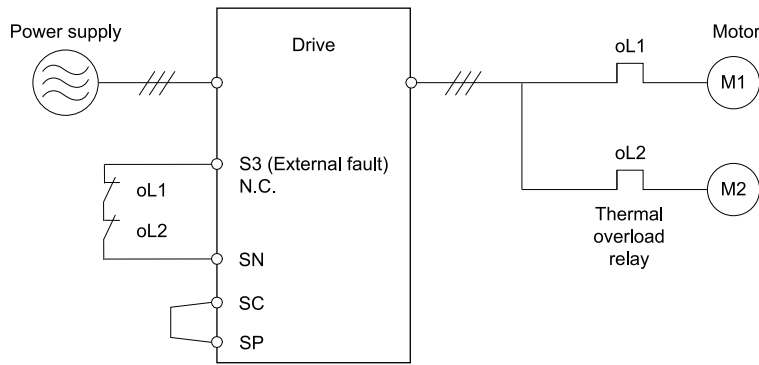 Power supply
Drive
oL1
Motor
M1
S3 (External fault)
N.C.
oL1
oL2
oL2
M2
Thermal
overload
relay
SN
SC
SP